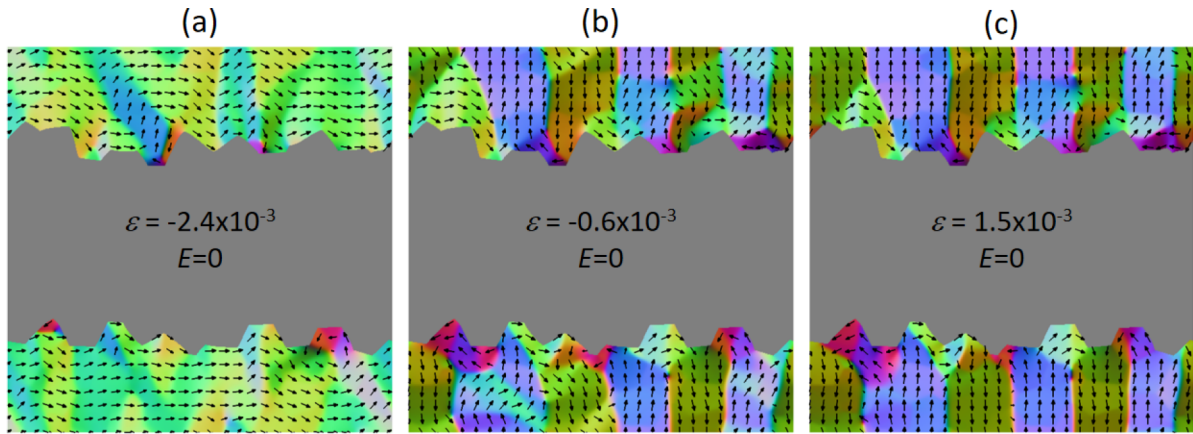 (a)
(b)
(c)
ε = -2.4x10⁻³
E=0
ε = -0.6x10⁻³
E=0
ε = 1.5x10⁻³
E=0